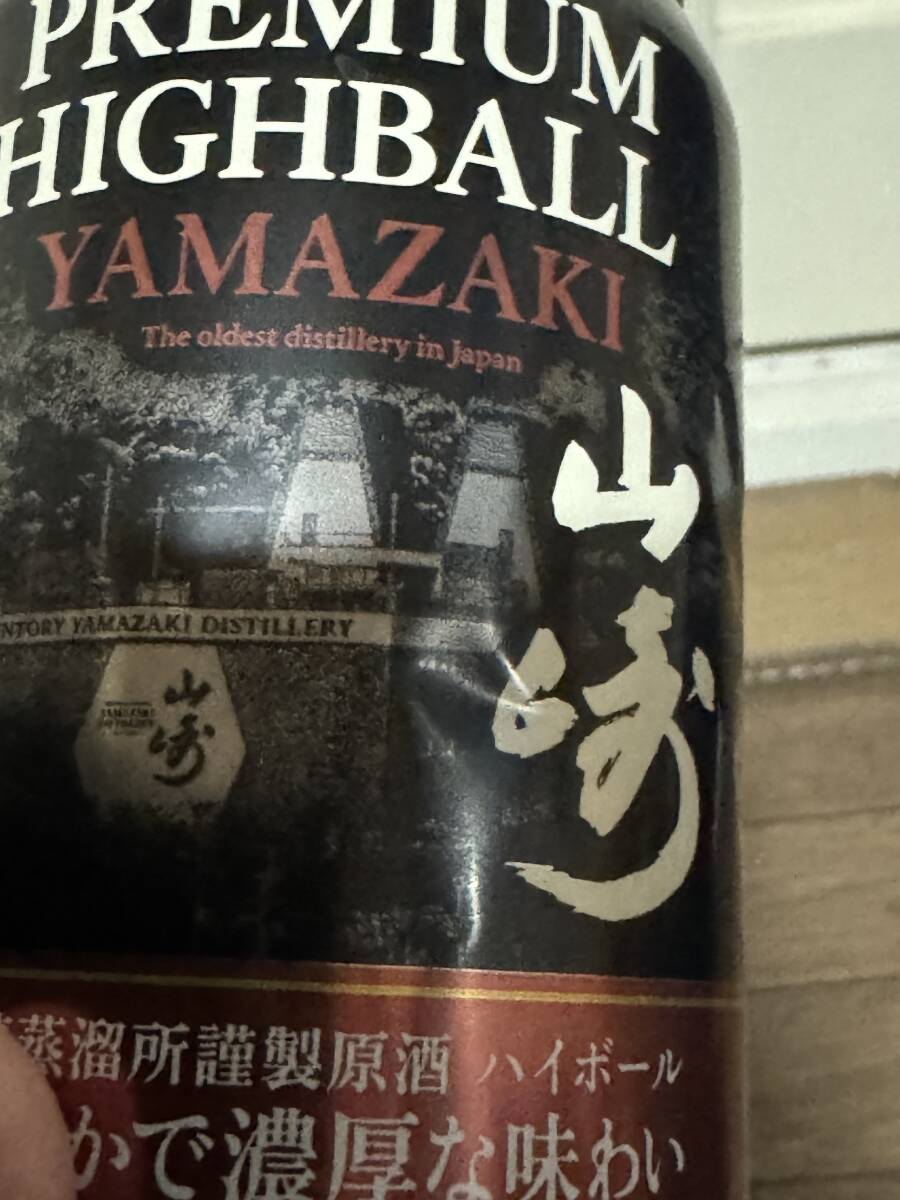 PREMIUM
HIGHBALL
YAMAZAKI
The oldest distillery in Japan
山崎
NTORY YAMAZAKI DISTILLERY
山崎
蒸溜所謹製原酒 ハイボール
かで濃厚な味わい